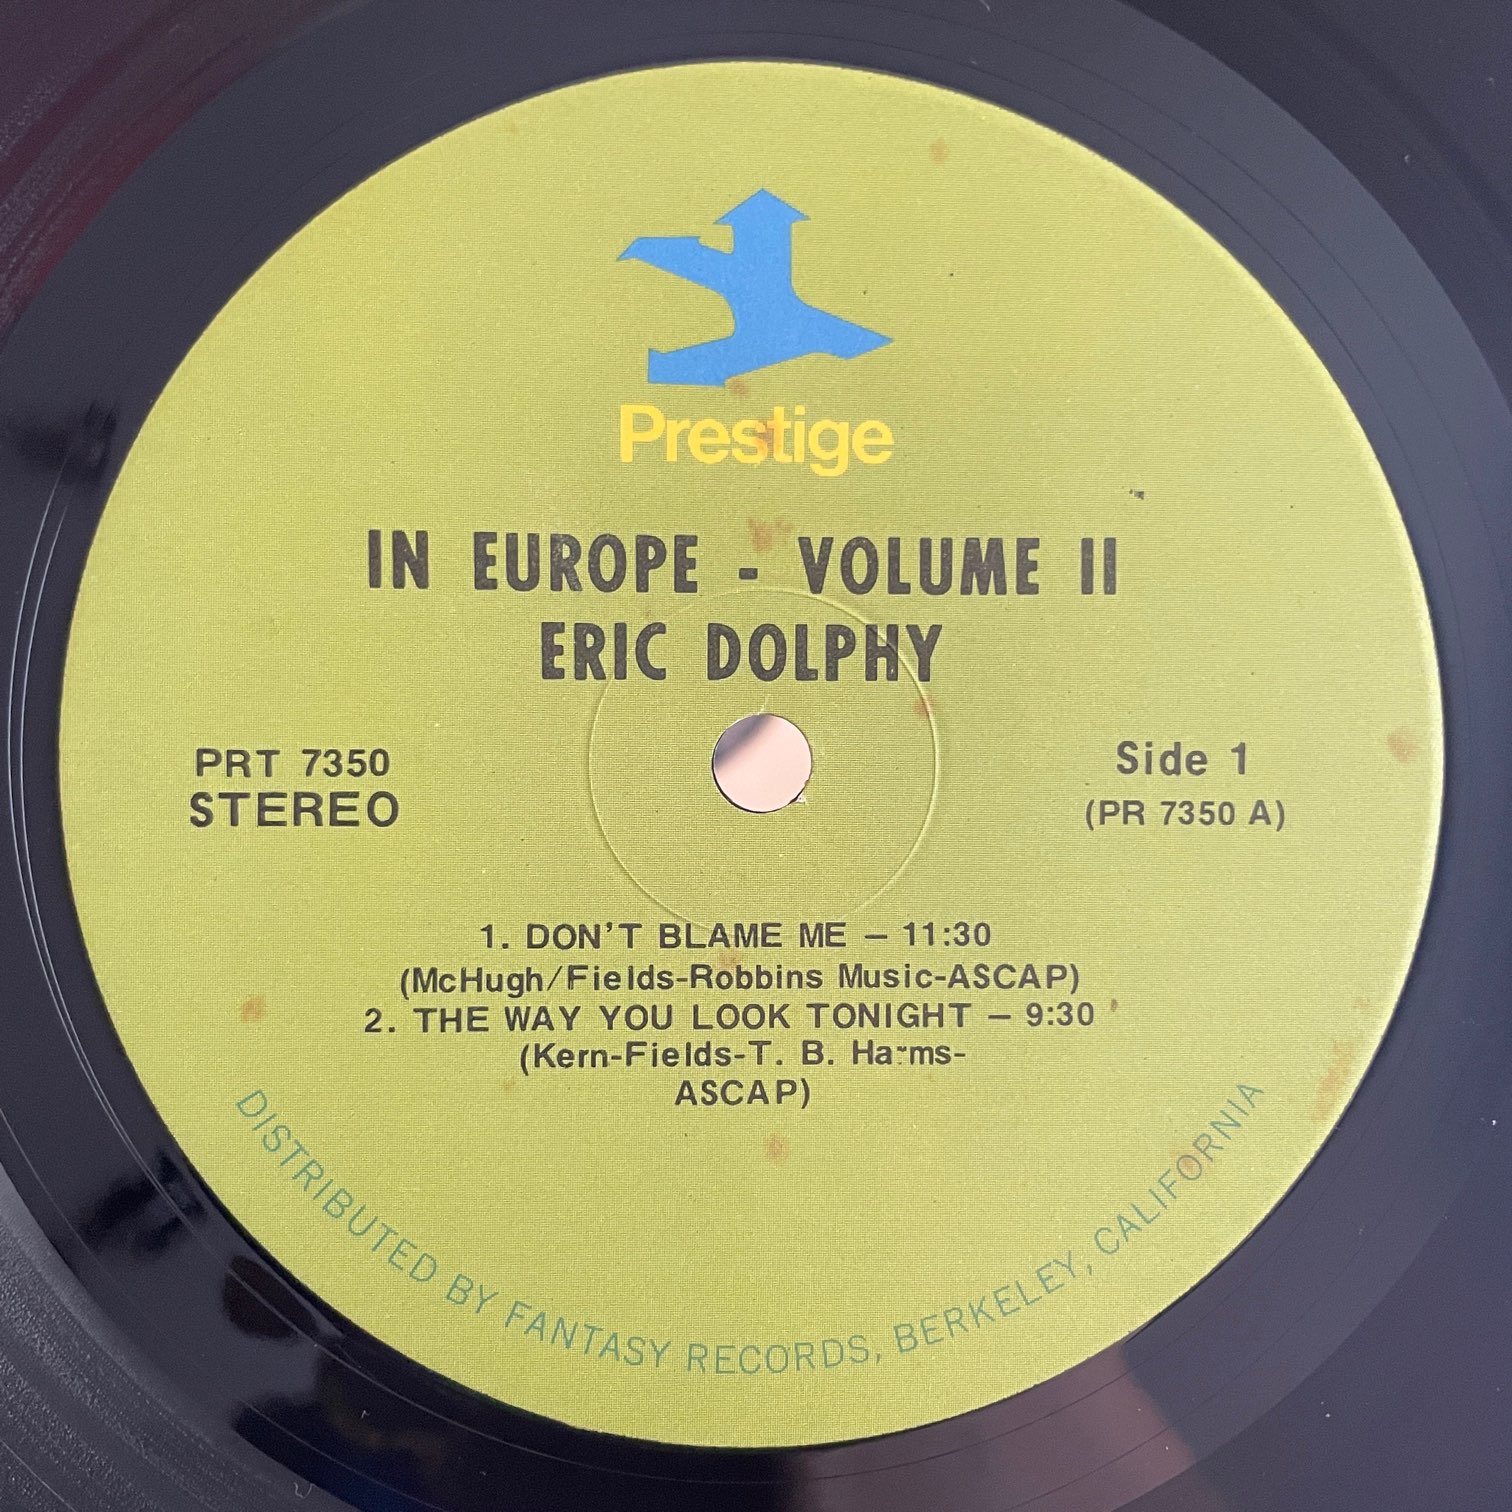 Prestige
IN EUROPE - VOLUME II
ERIC DOLPHY
PRT 7350
STEREO
Side 1
(PR 7350 A)
1. DON'T BLAME ME – 11:30
(McHugh/Fields-Robbins Music-ASCAP)
2. THE WAY YOU LOOK TONIGHT – 9:30
(Kern-Fields-T. B. Harms-
ASCAP)
DISTRIBUTED BY FANTASY RECORDS, BERKELEY, CALIFORNIA